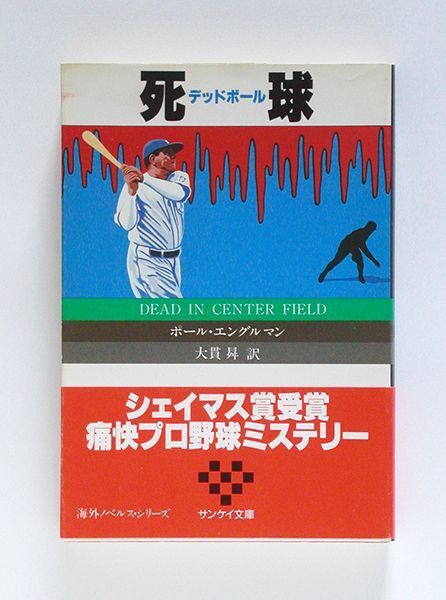 死デッドボール球
DEAD IN CENTER FIELD
ポール・エングルマン
大貫昇 訳
シェイマス賞受賞
痛快プロ野球ミステリー
海外ノベルス・シリーズ
サンケイ文庫